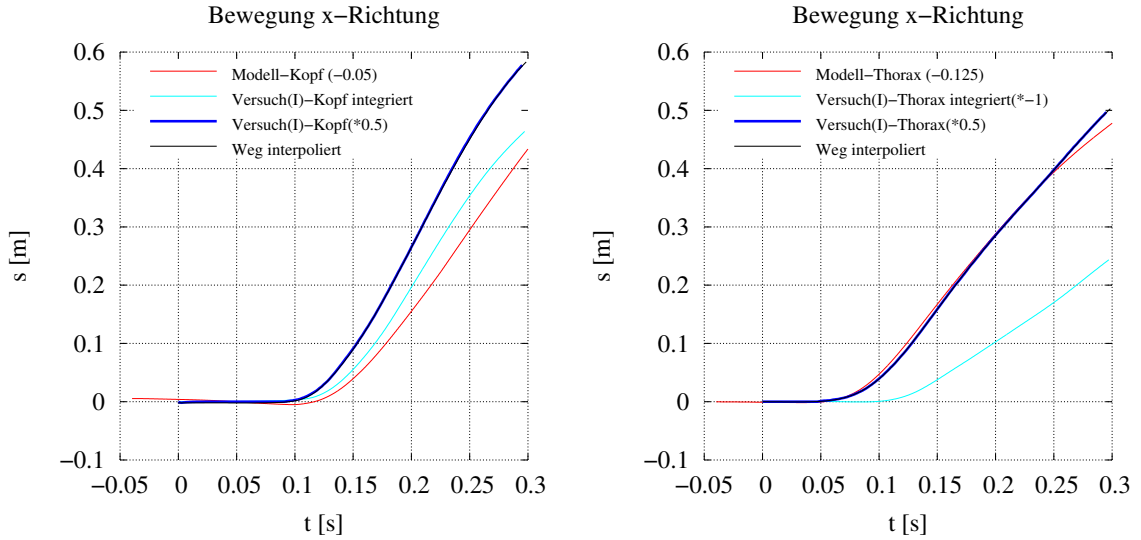 Bewegung x−Richtung
0.6
0.5
0.4
0.3
0.2
0.1
0
−0.1
s [m]
Modell−Kopf (−0.05)
Versuch(I)−Kopf integriert
Versuch(I)−Kopf(*0.5)
Weg interpoliert
−0.05 0 0.05 0.1 0.15 0.2 0.25 0.3
t [s]
Bewegung x−Richtung
0.6
0.5
0.4
0.3
0.2
0.1
0
−0.1
s [m]
Modell−Thorax (−0.125)
Versuch(I)−Thorax integriert(*−1)
Versuch(I)−Thorax(*0.5)
Weg interpoliert
−0.05 0 0.05 0.1 0.15 0.2 0.25 0.3
t [s]